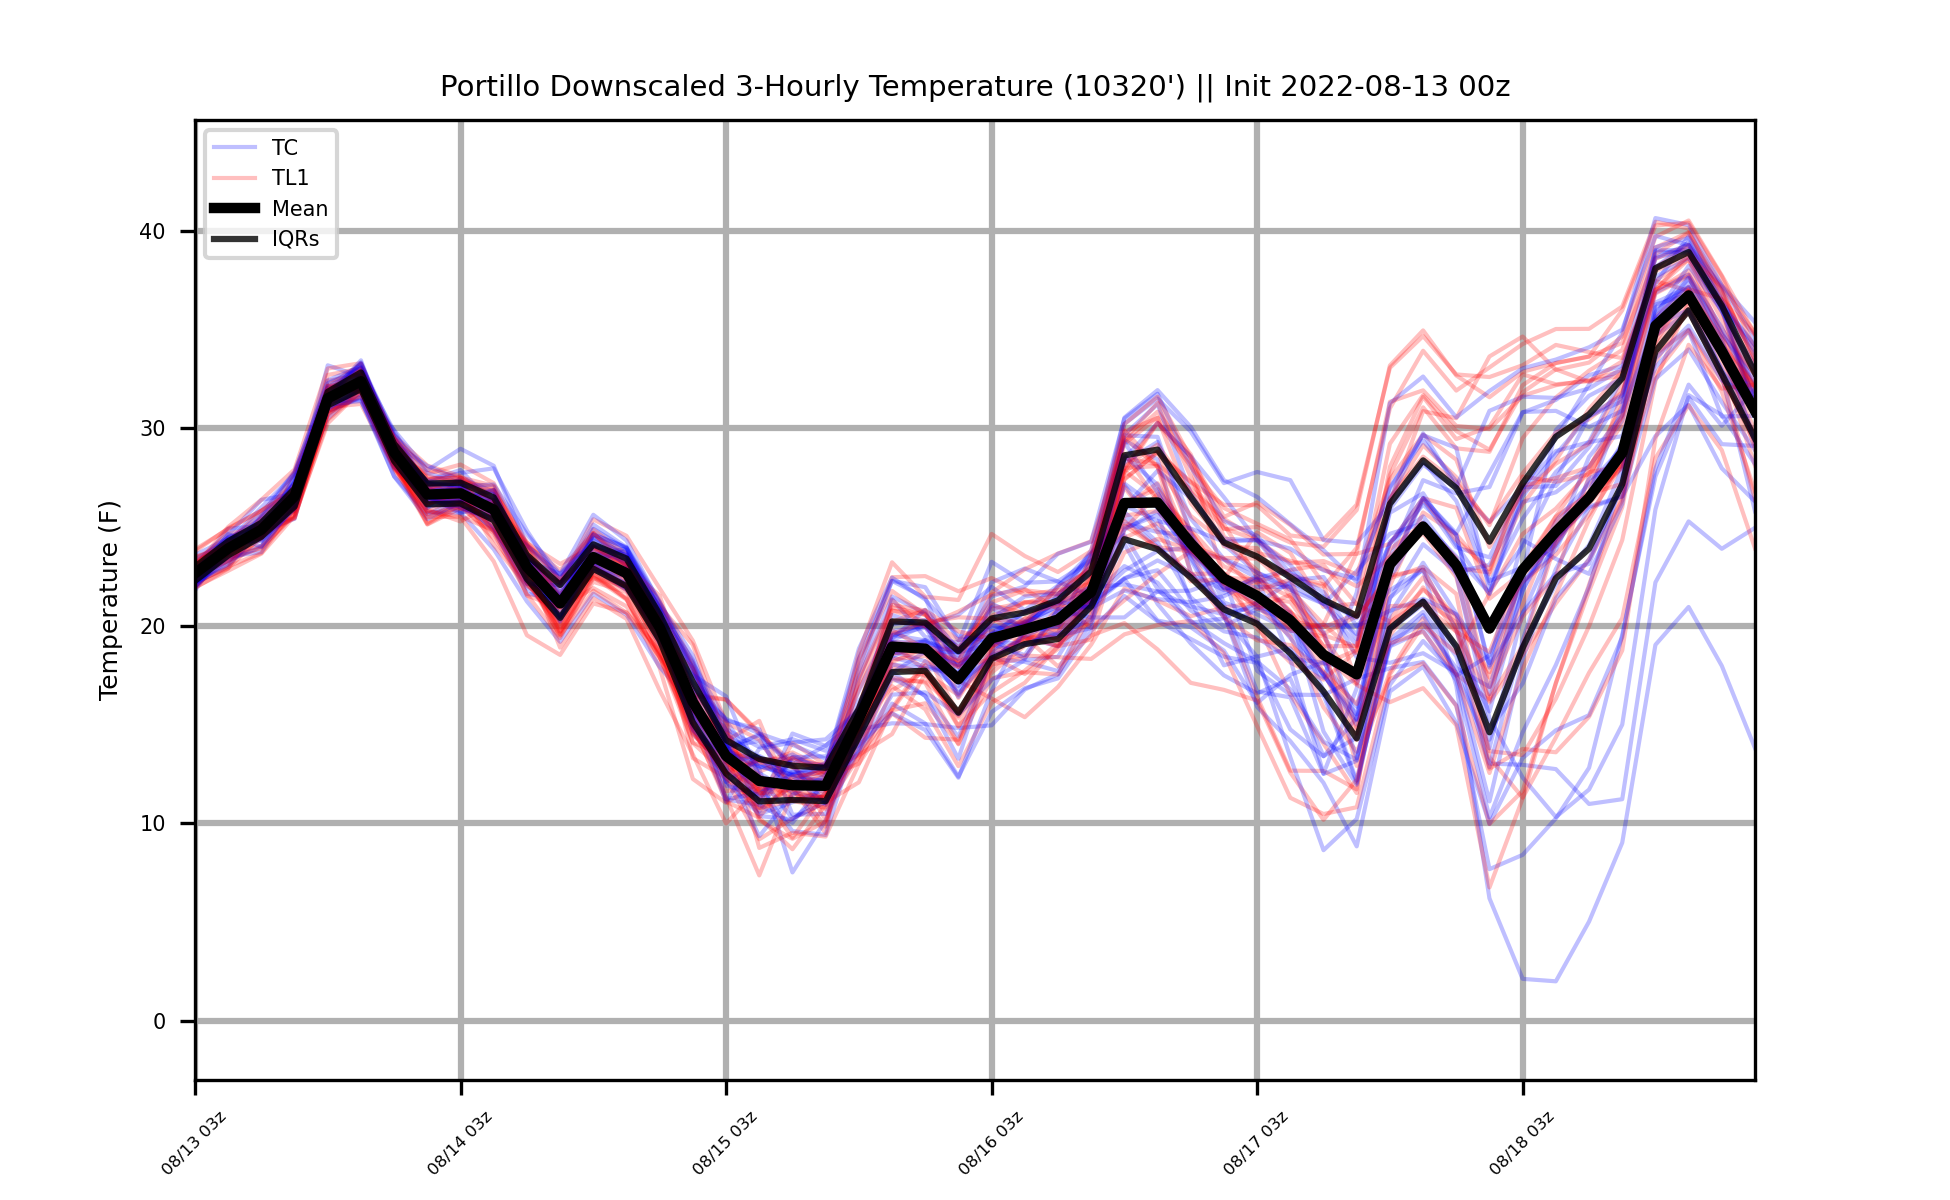 Portillo Downscaled 3-Hourly Temperature (10320') || Init 2022-08-13 00z
TC
TL1
Mean
IQRs
Temperature (F)
40
30
20
10
0
08/13 03z
08/14 03z
08/15 03z
08/16 03z
08/17 03z
08/18 03z